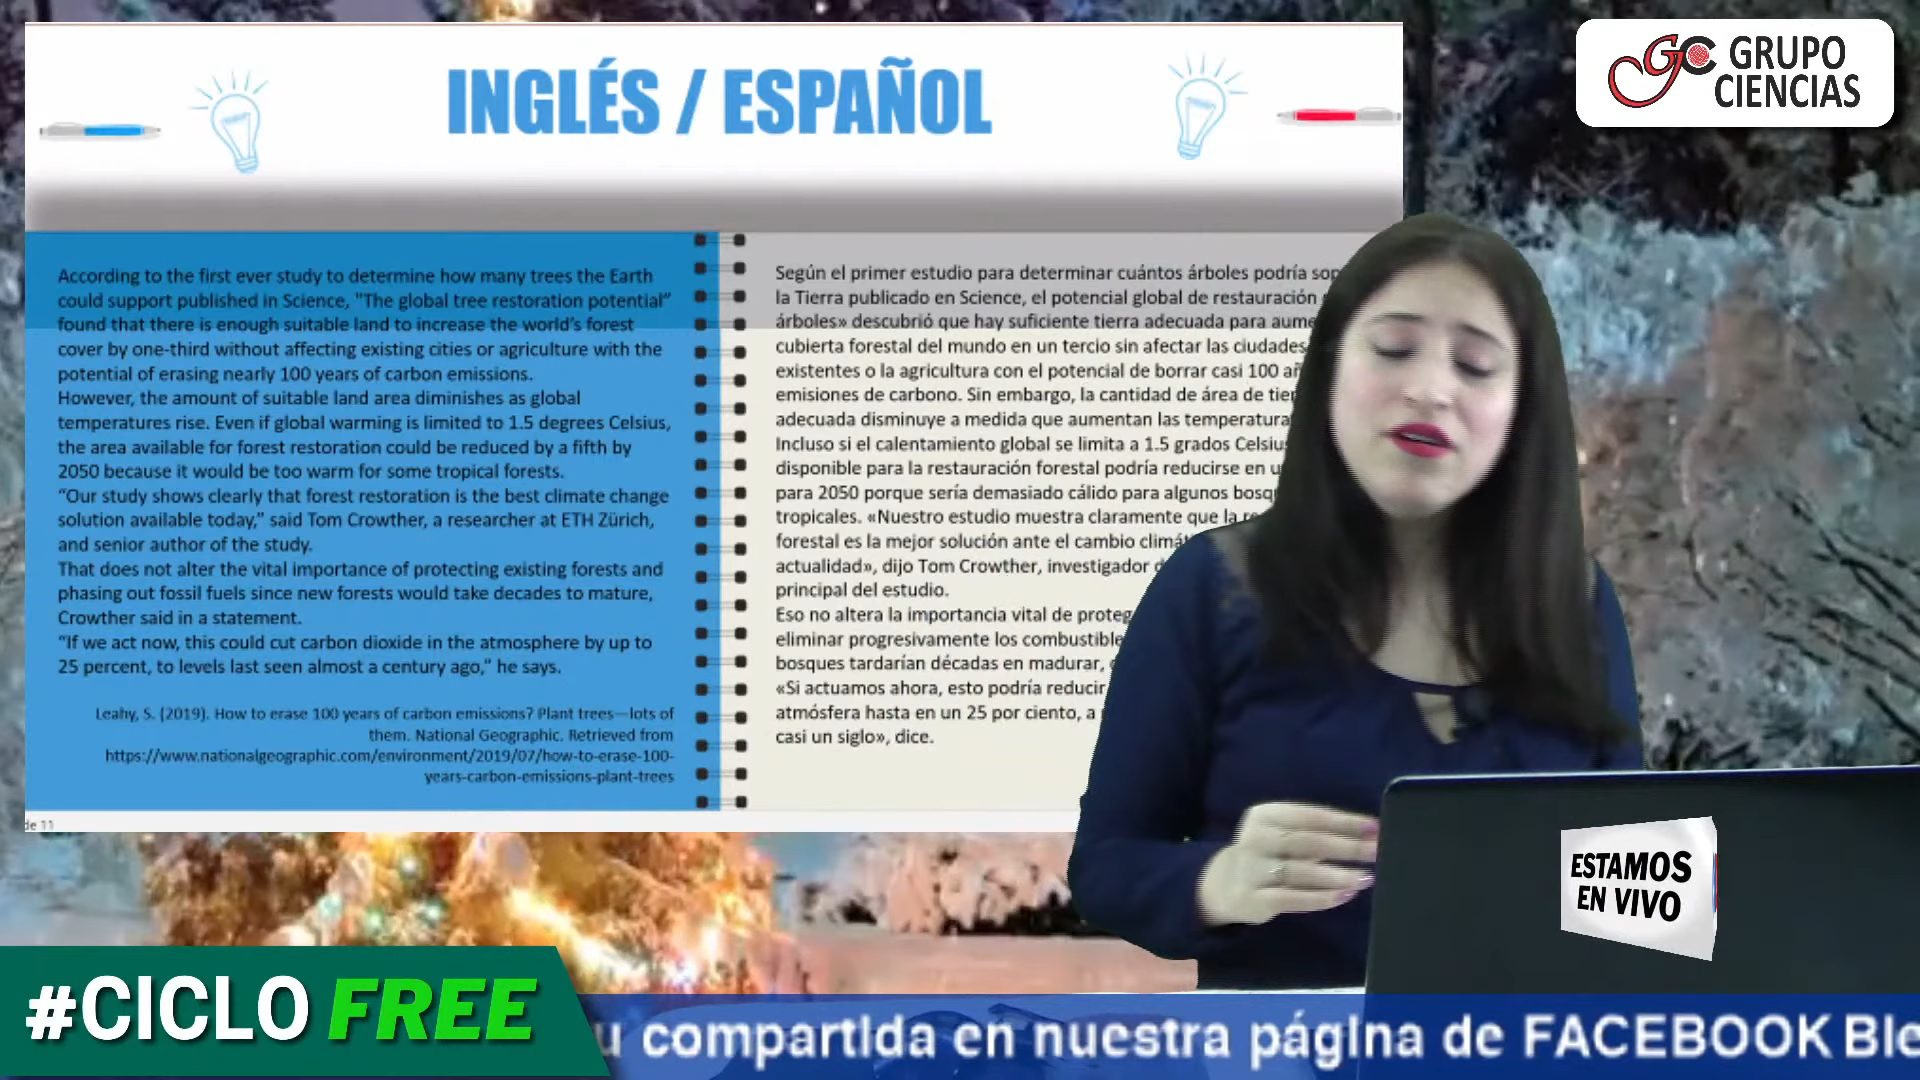 INGLÉS / ESPAÑOL
GRUPO
CIENCIAS
According to the first ever study to determine how many trees the Earth
could support published in Science, "The global tree restoration potential”
found that there is enough suitable land to increase the world’s forest
cover by one-third without affecting existing cities or agriculture with the
potential of erasing nearly 100 years of carbon emissions.
However, the amount of suitable land area diminishes as global
temperatures rise. Even if global warming is limited to 1.5 degrees Celsius,
the area available for forest restoration could be reduced by a fifth by
2050 because it would be too warm for some tropical forests.
“Our study shows clearly that forest restoration is the best climate change
solution available today,” said Tom Crowther, a researcher at ETH Zürich,
and senior author of the study.
That does not alter the vital importance of protecting existing forests and
phasing out fossil fuels since new forests would take decades to mature,
Crowther said in a statement.
“If we act now, this could cut carbon dioxide in the atmosphere by up to
25 percent, to levels last seen almost a century ago,” he says.
Leahy, S. (2019). How to erase 100 years of carbon emissions? Plant trees—lots of
them. National Geographic. Retrieved from
https://www.nationalgeographic.com/environment/2019/07/how-to-erase-100-
years-carbon-emissions-plant-trees
Según el primer estudio para determinar cuántos árboles podría sop
la Tierra publicado en Science, el potencial global de restauración
árboles» descubrió que hay suficiente tierra adecuada para aume
cubierta forestal del mundo en un tercio sin afectar las ciudades
existentes o la agricultura con el potencial de borrar casi 100 añ
emisiones de carbono. Sin embargo, la cantidad de área de tier
adecuada disminuye a medida que aumentan las temperatura
Incluso si el calentamiento global se limita a 1.5 grados Celsius
disponible para la restauración forestal podría reducirse en u
para 2050 porque sería demasiado cálido para algunos bosq
tropicales. «Nuestro estudio muestra claramente que la re
forestal es la mejor solución ante el cambio climát
actualidad», dijo Tom Crowther, investigador d
principal del estudio.
Eso no altera la importancia vital de proteg
eliminar progresivamente los combustible
bosques tardarían décadas en madurar,
«Si actuamos ahora, esto podría reducir
atmósfera hasta en un 25 por ciento, a
casi un siglo», dice.
de 11
ESTAMOS
EN VIVO
#CICLO FREE
u compartida en nuestra página de FACEBOOK Ble